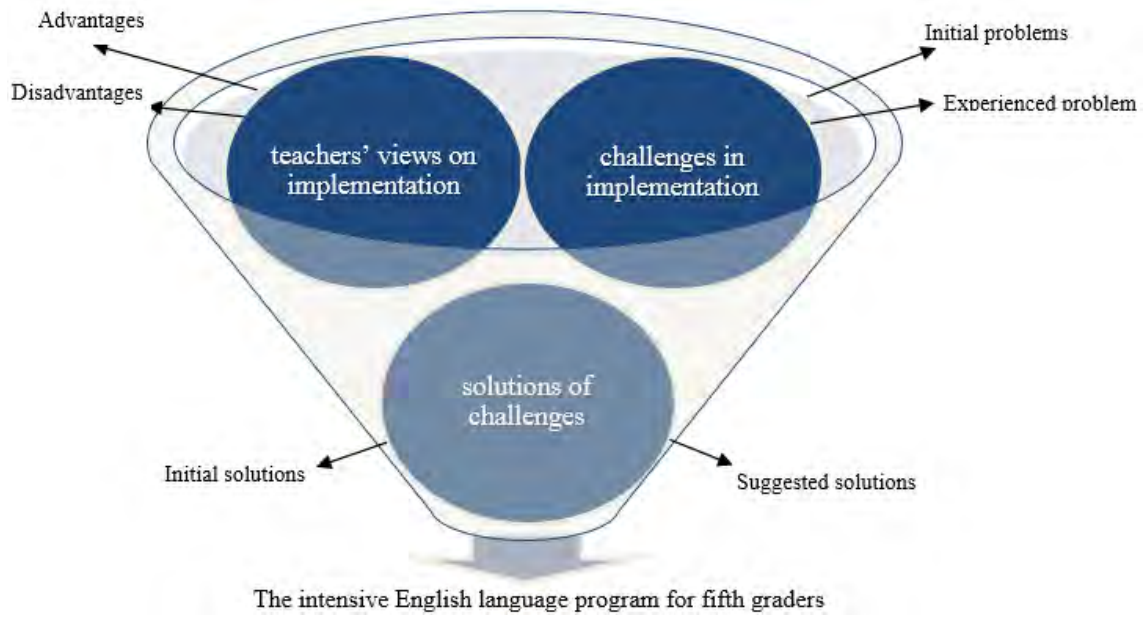 Advantages
Initial problems
Disadvantages
Experienced problem
teachers' views on
implementation
challenges in
implementation
solutions of
challenges
Initial solutions
Suggested solutions
The intensive English language program for fifth graders